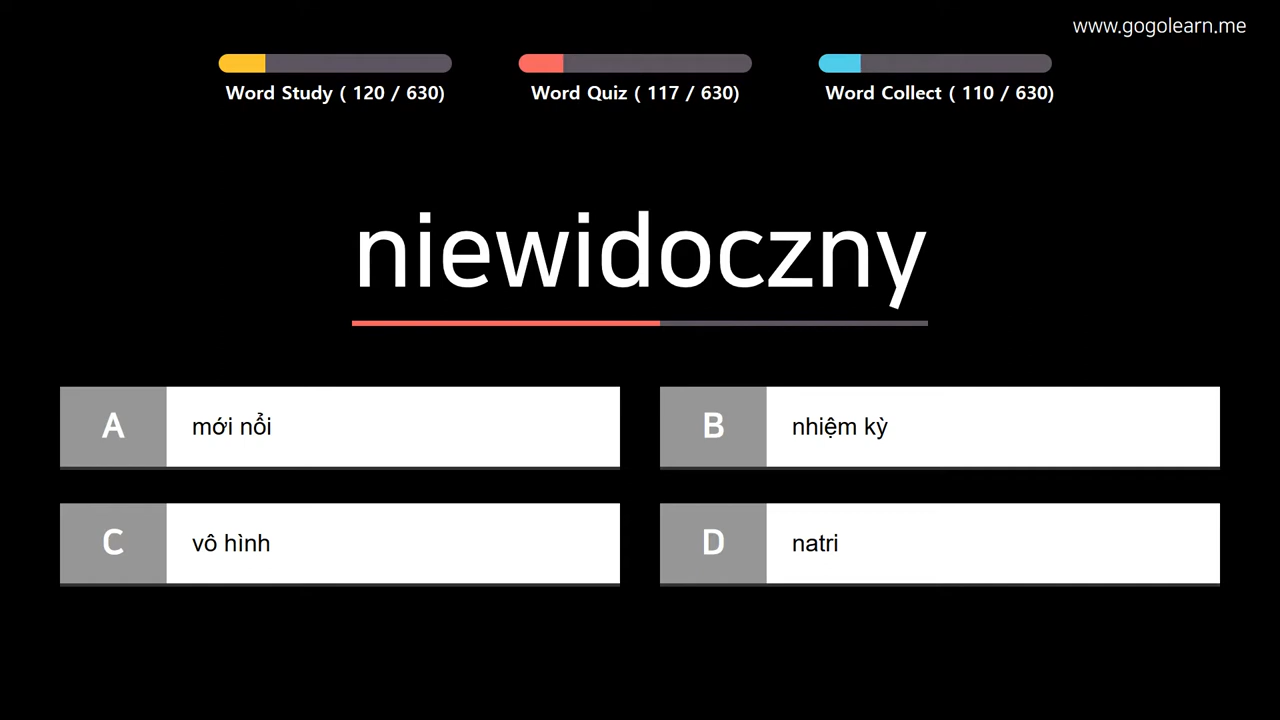 www.gogolearn.me
Word Study ( 120 / 630)
Word Quiz ( 117 / 630)
Word Collect ( 110 / 630)
niewidoczny
A mới nổi
B nhiệm kỳ
C vô hình
D natri